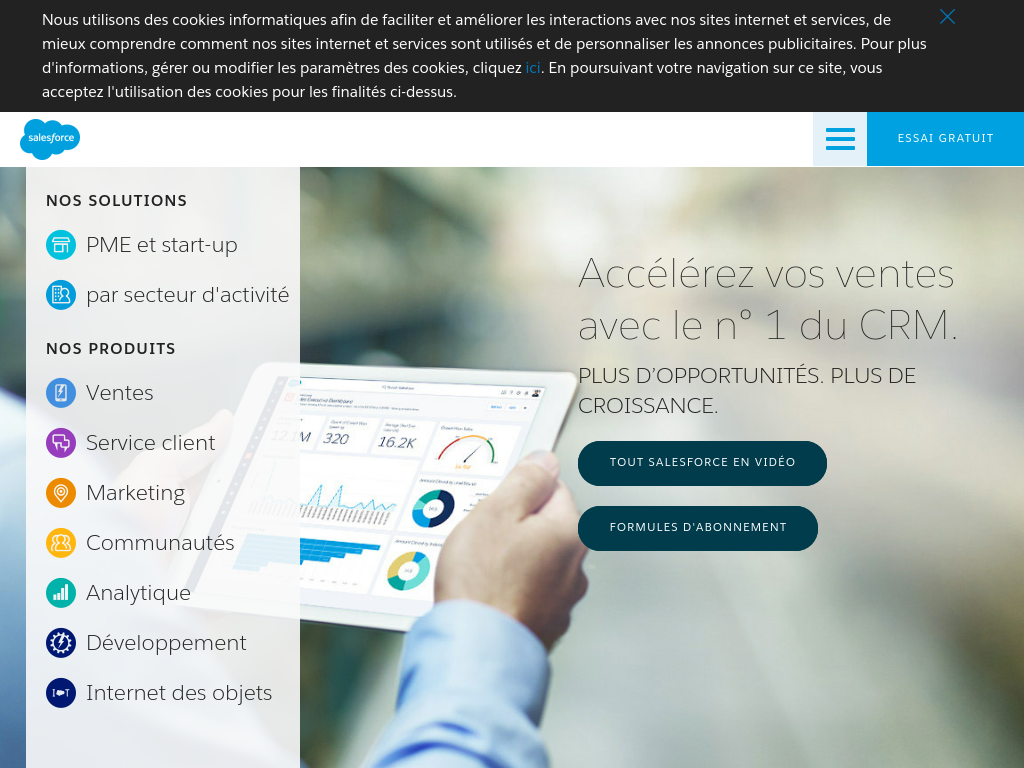 Nous utilisons des cookies informatiques afin de faciliter et améliorer les interactions avec nos sites internet et services, de
mieux comprendre comment nos sites internet et services sont utilisés et de personnaliser les annonces publicitaires. Pour plus
d'informations, gérer ou modifier les paramètres des cookies, cliquez ici. En poursuivant votre navigation sur ce site, vous
acceptez l'utilisation des cookies pour les finalités ci-dessus.
salesforce
ESSAI GRATUIT
NOS SOLUTIONS
PME et start-up
par secteur d'activité
NOS PRODUITS
Ventes
Service client
Marketing
Communautés
Analytique
Développement
Internet des objets
Accélérez vos ventes
avec le n° 1 du CRM.
PLUS D’OPPORTUNITÉS. PLUS DE
CROISSANCE.
TOUT SALESFORCE EN VIDÉO
FORMULES D'ABONNEMENT
12.1M
320
16.2K